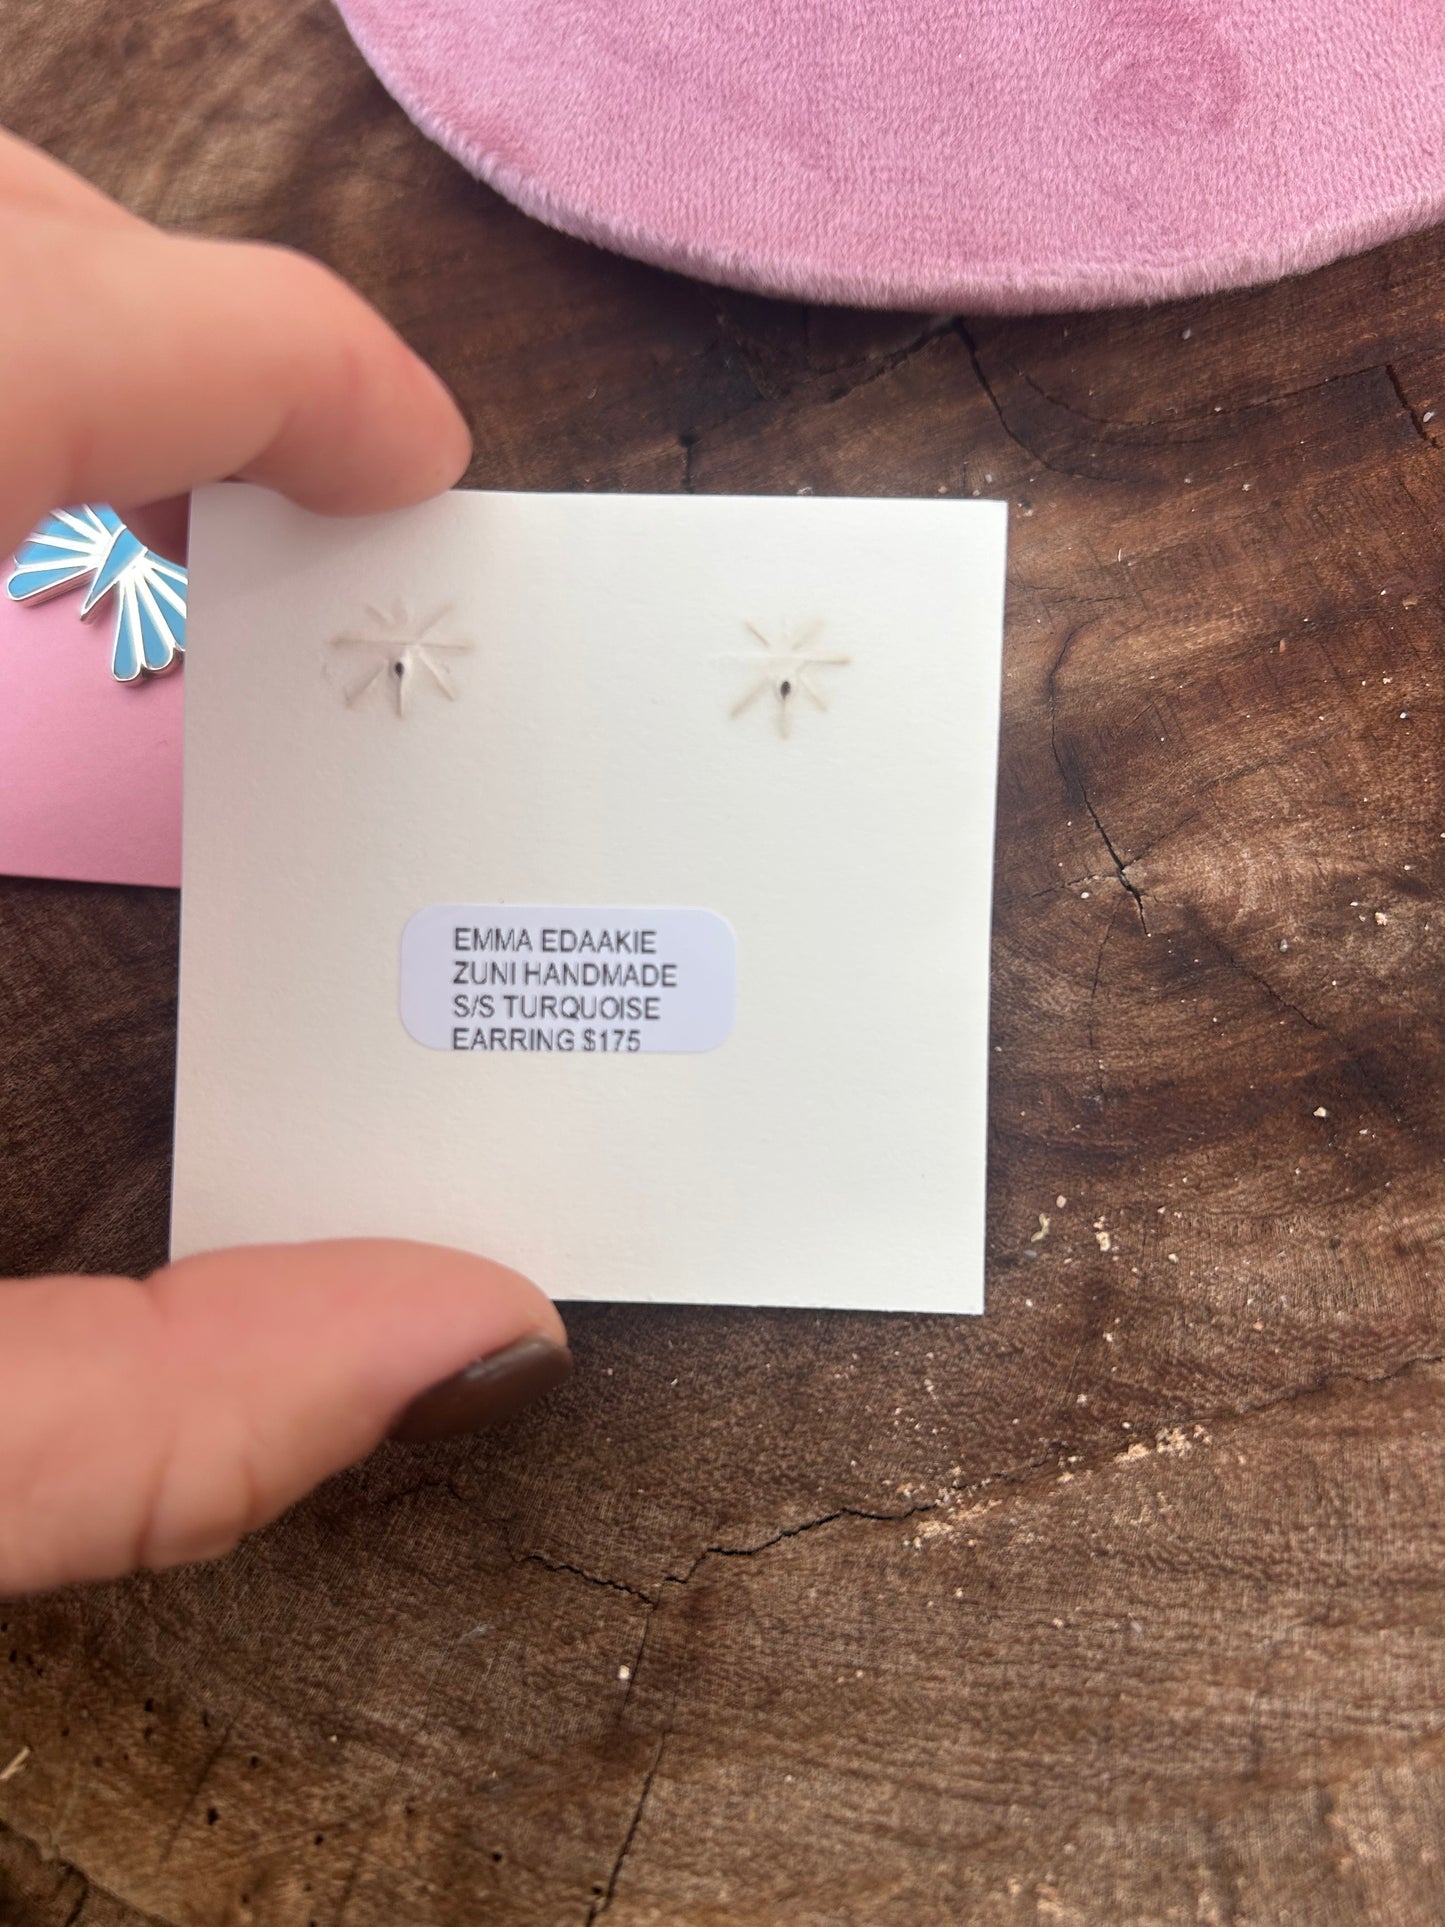 EMMA EDAAKIE
ZUNI HANDMADE
S/S TURQUOISE
EARRING $175